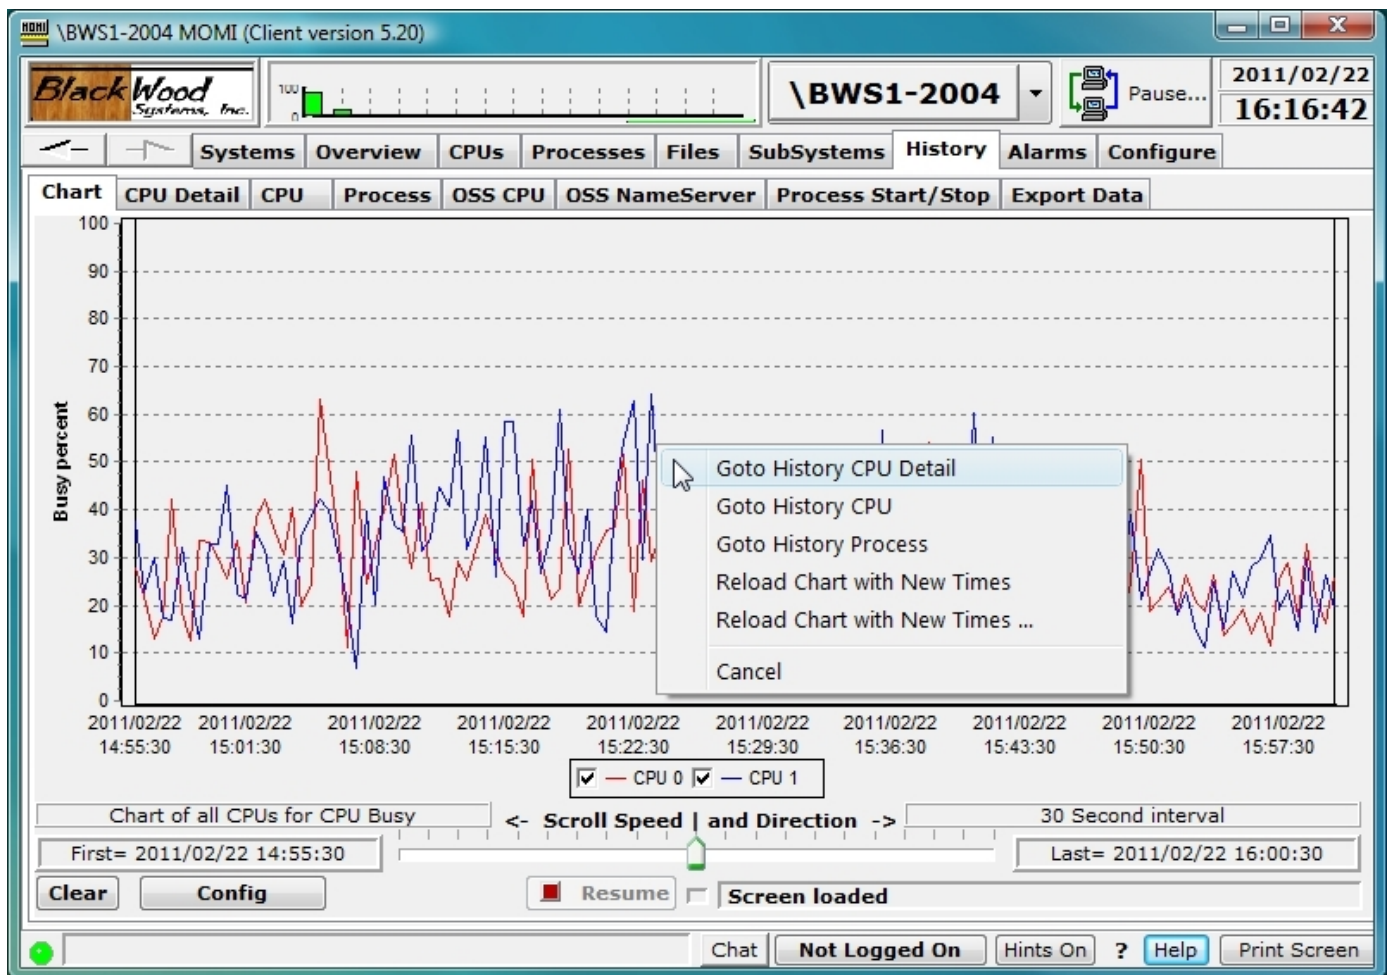 MOMI \BWS1-2004 MOMI (Client version 5.20)
BlackWood Systems, Inc.
100
0
\BWS1-2004
Pause...
2011/02/22
16:16:42
Systems Overview CPUs Processes Files SubSystems History Alarms Configure
Chart CPU Detail CPU Process OSS CPU OSS NameServer Process Start/Stop Export Data
100
90
80
70
60
50
40
30
20
10
0
Busy percent
Goto History CPU Detail
Goto History CPU
Goto History Process
Reload Chart with New Times
Reload Chart with New Times ...
Cancel
2011/02/22 2011/02/22 2011/02/22 2011/02/22 2011/02/22 2011/02/22 2011/02/22 2011/02/22 2011/02/22 2011/02/22
14:55:30 15:01:30 15:08:30 15:15:30 15:22:30 15:29:30 15:36:30 15:43:30 15:50:30 15:57:30
CPU 0 CPU 1
Chart of all CPUs for CPU Busy <- Scroll Speed | and Direction -> 30 Second interval
First= 2011/02/22 14:55:30 Last= 2011/02/22 16:00:30
Clear Config Resume Screen loaded
Chat Not Logged On Hints On ? Help Print Screen